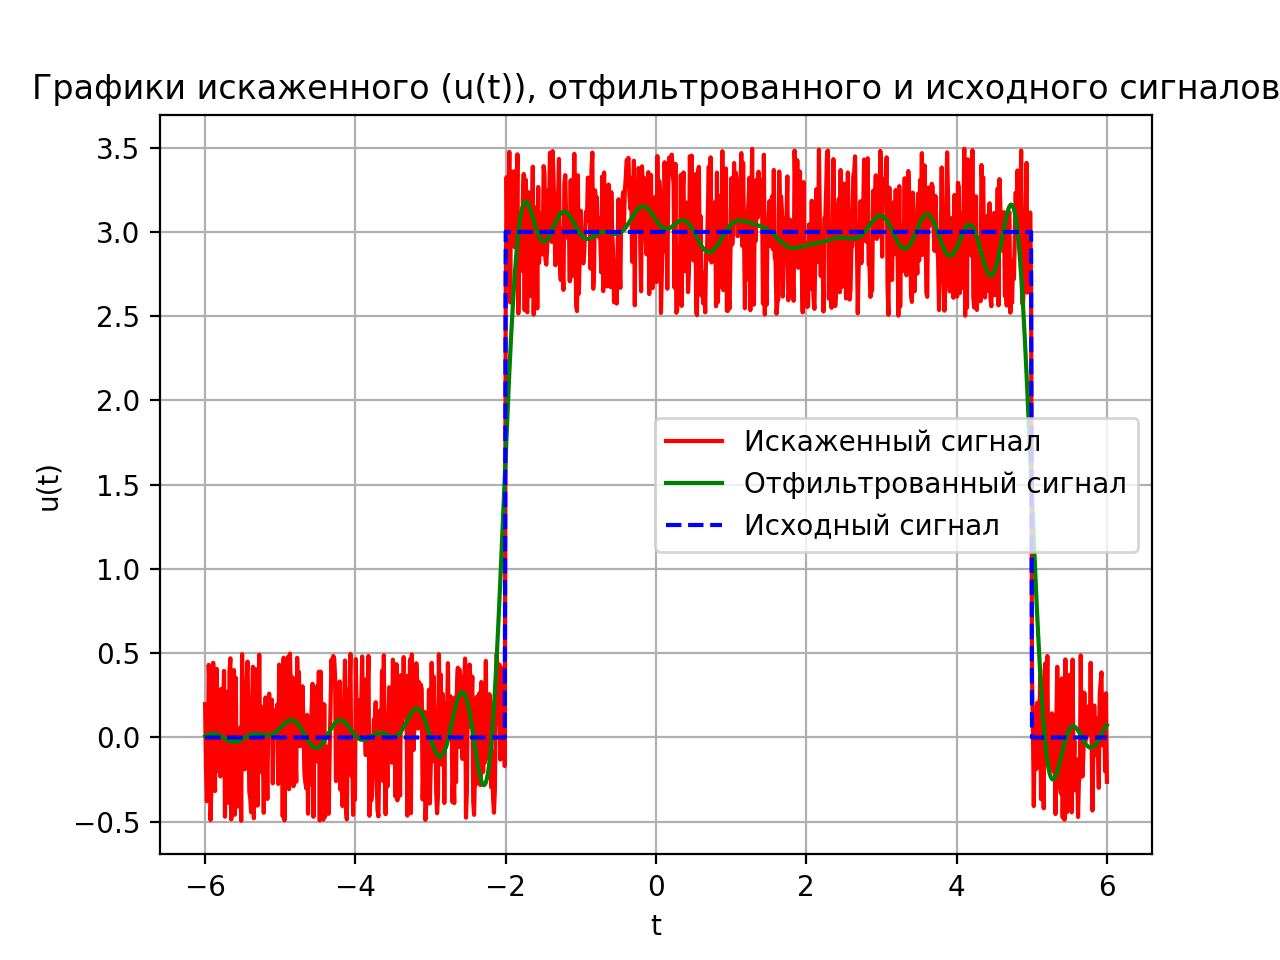 Графики искаженного (u(t)), отфильтрованного и исходного сигналов
3.5
3.0
2.5
2.0
1.5
1.0
0.5
0.0
−0.5
u(t)
Искаженный сигнал
Отфильтрованный сигнал
Исходный сигнал
−6 −4 −2 0 2 4 6
t